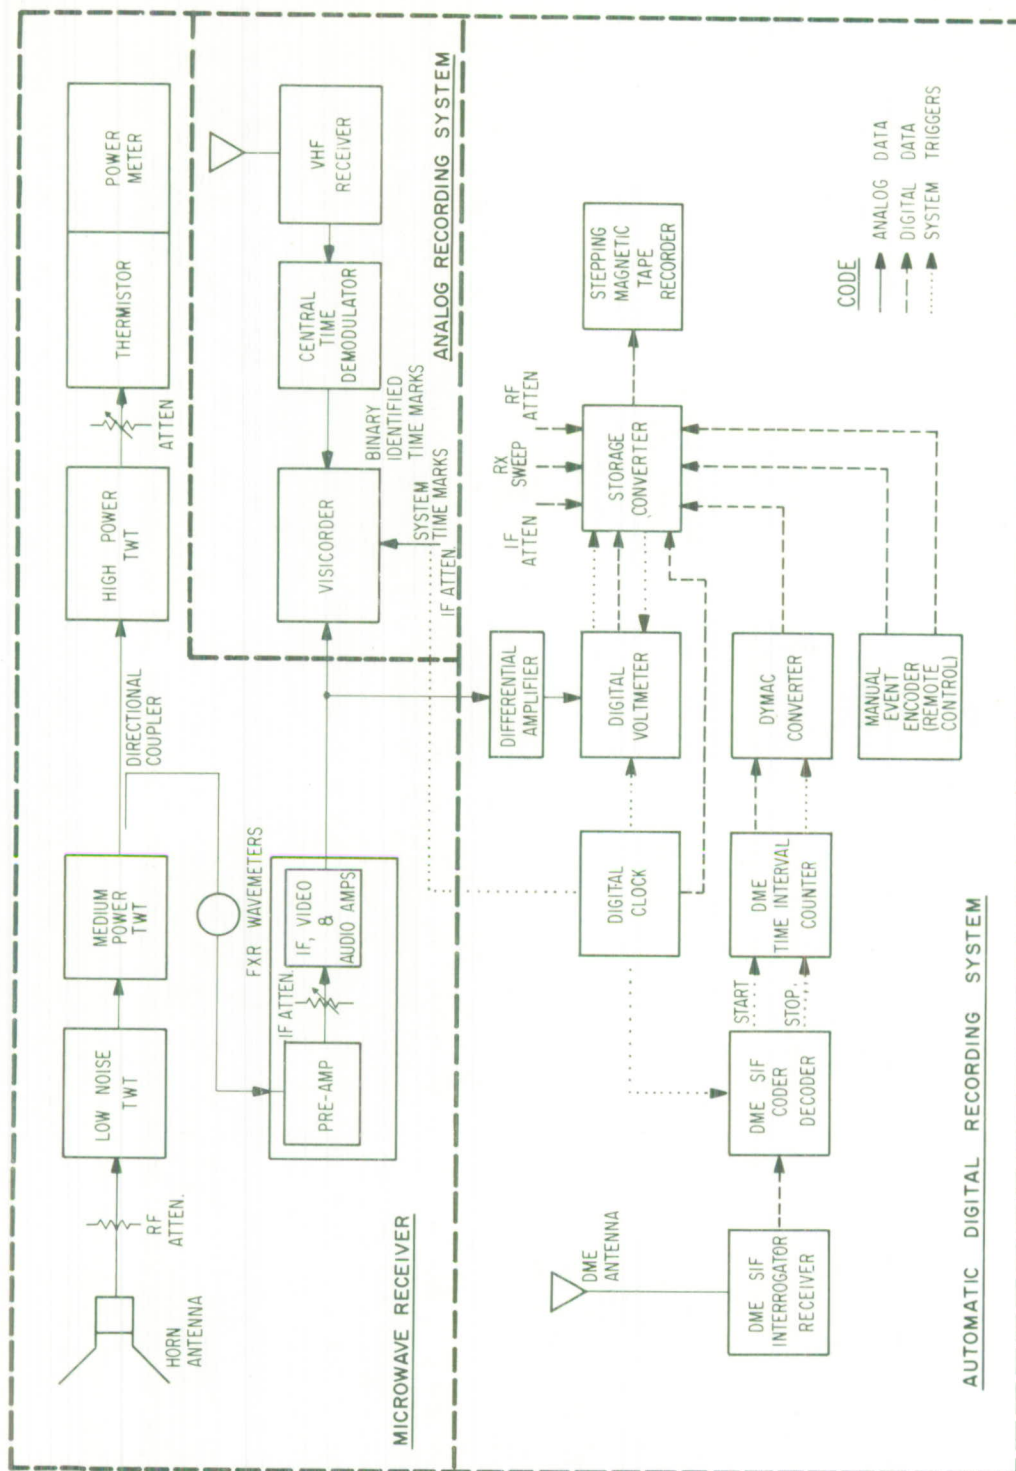 HORN
ANTENNA
RF
ATTEN.
LOW NOISE
TWT
MEDIUM
POWER
TWT
DIRECTIONAL
COUPLER
HIGH POWER
TWT
ATTEN
THERMISTOR
POWER
METER
FXR WAVEMETERS
PRE-AMP
IF ATTEN.
IF, VIDEO
&
AUDIO AMPS
MICROWAVE RECEIVER
VISICORDER
CENTRAL
TIME
DEMODULATOR
VHF
RECEIVER
BINARY
IDENTIFIED
TIME MARKS
SYSTEM
TIME MARKS
IF ATTEN.
ANALOG RECORDING SYSTEM
DIFFERENTIAL
AMPLIFIER
IF
ATTEN
RX
SWEEP
RF
ATTEN
DIGITAL
CLOCK
DIGITAL
VOLTMETER
STORAGE
CONVERTER
STEPPING
MAGNETIC
TAPE
RECORDER
DME
ANTENNA
DME SIF
INTERROGATOR
RECEIVER
DME SIF
CODER
DECODER
START
STOP
DME
TIME INTERVAL
COUNTER
DYMAC
CONVERTER
MANUAL
EVENT
ENCODER
(REMOTE
CONTROL)
CODE
ANALOG DATA
DIGITAL DATA
SYSTEM TRIGGERS
AUTOMATIC DIGITAL RECORDING SYSTEM